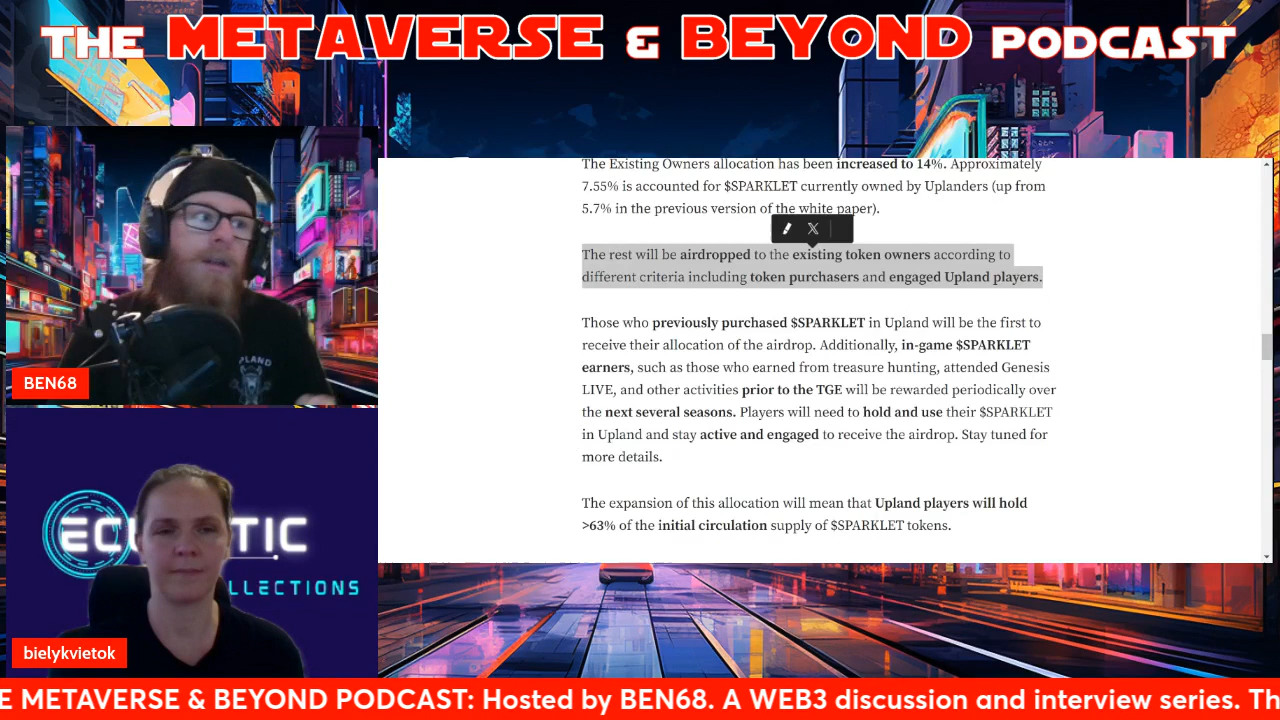 THE METAVERSE & BEYOND PODCAST
The Existing Owners allocation has been increased to 14%. Approximately
7.55% is accounted for $SPARKLET currently owned by Uplanders (up from
5.7% in the previous version of the white paper).
The rest will be airdropped to the existing token owners according to
different criteria including token purchasers and engaged Upland players.
Those who previously purchased $SPARKLET in Upland will be the first to
receive their allocation of the airdrop. Additionally, in-game $SPARKLET
earners, such as those who earned from treasure hunting, attended Genesis
LIVE, and other activities prior to the TGE will be rewarded periodically over
the next several seasons. Players will need to hold and use their $SPARKLET
in Upland and stay active and engaged to receive the airdrop. Stay tuned for
more details.
The expansion of this allocation will mean that Upland players will hold
>63% of the initial circulation supply of $SPARKLET tokens.
UPLAND
BEN68
EC TIC
LLECTIONS
bielykvietok
E METAVERSE & BEYOND PODCAST: Hosted by BEN68. A WEB3 discussion and interview series. Th